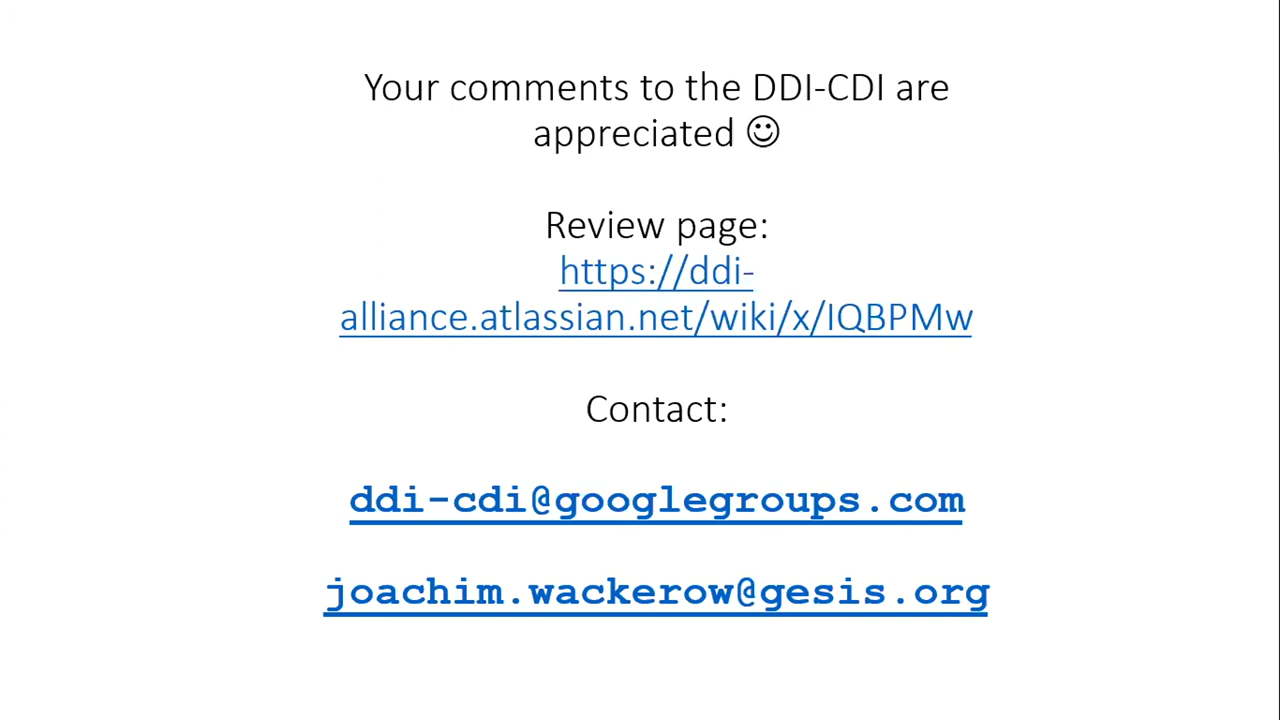 Your comments to the DDI-CDI are
appreciated ☺
Review page:
https://ddi-
alliance.atlassian.net/wiki/x/IQBPMw
Contact:
ddi-cdi@googlegroups.com
joachim.wackerow@gesis.org